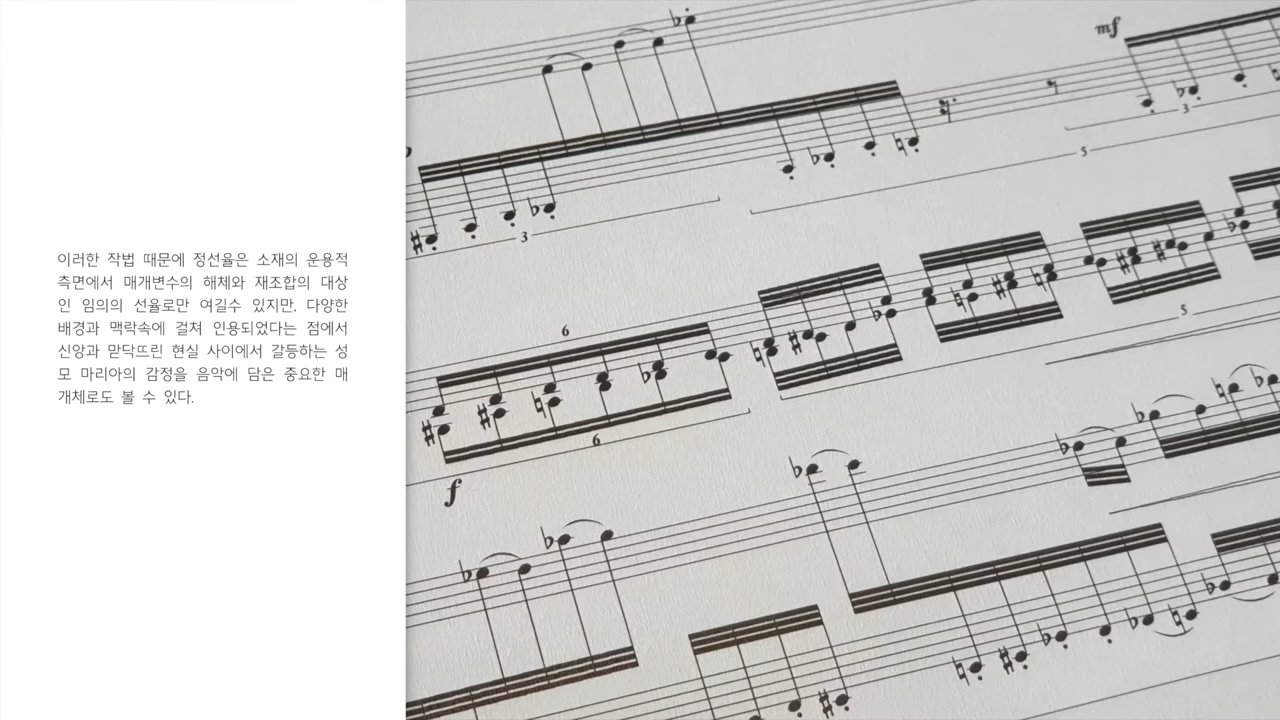 이러한 작법 때문에 정선율은 소재의 운용적
측면에서 매개변수의 해체와 재조합의 대상
인 임의의 선율로만 여길수 있지만, 다양한
배경과 맥락속에 걸쳐 인용되었다는 점에서
신앙과 맏닥뜨린 현실 사이에서 갈등하는 성
모 마리아의 감정을 음악에 담은 중요한 매
개체로도 볼 수 있다.
mf
3
5
3
6
5
6
f